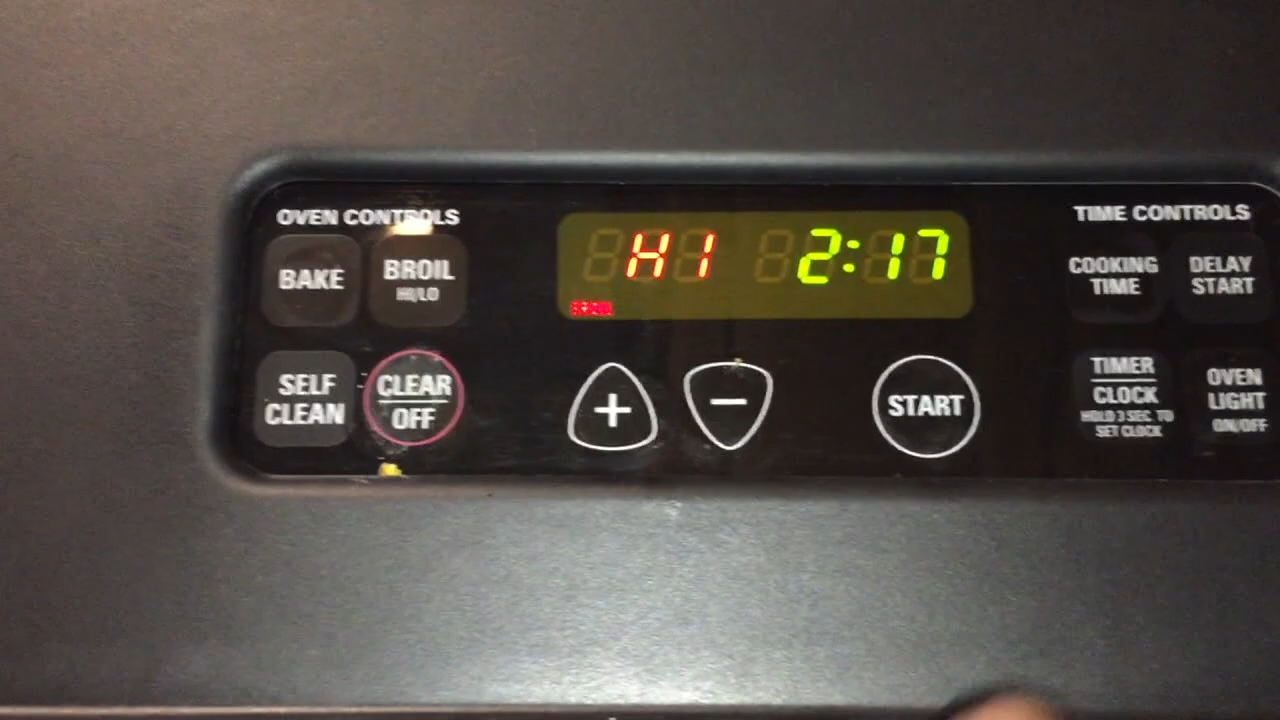 OVEN CONTROLS
TIME CONTROLS
BAKE
BROIL
HI/LO
HI
2:17
BROIL
COOKING
TIME
DELAY
START
SELF
CLEAN
CLEAR
OFF
+
−
START
TIMER
CLOCK
HOLD 3 SEC. TO
SET CLOCK
OVEN
LIGHT
ON/OFF